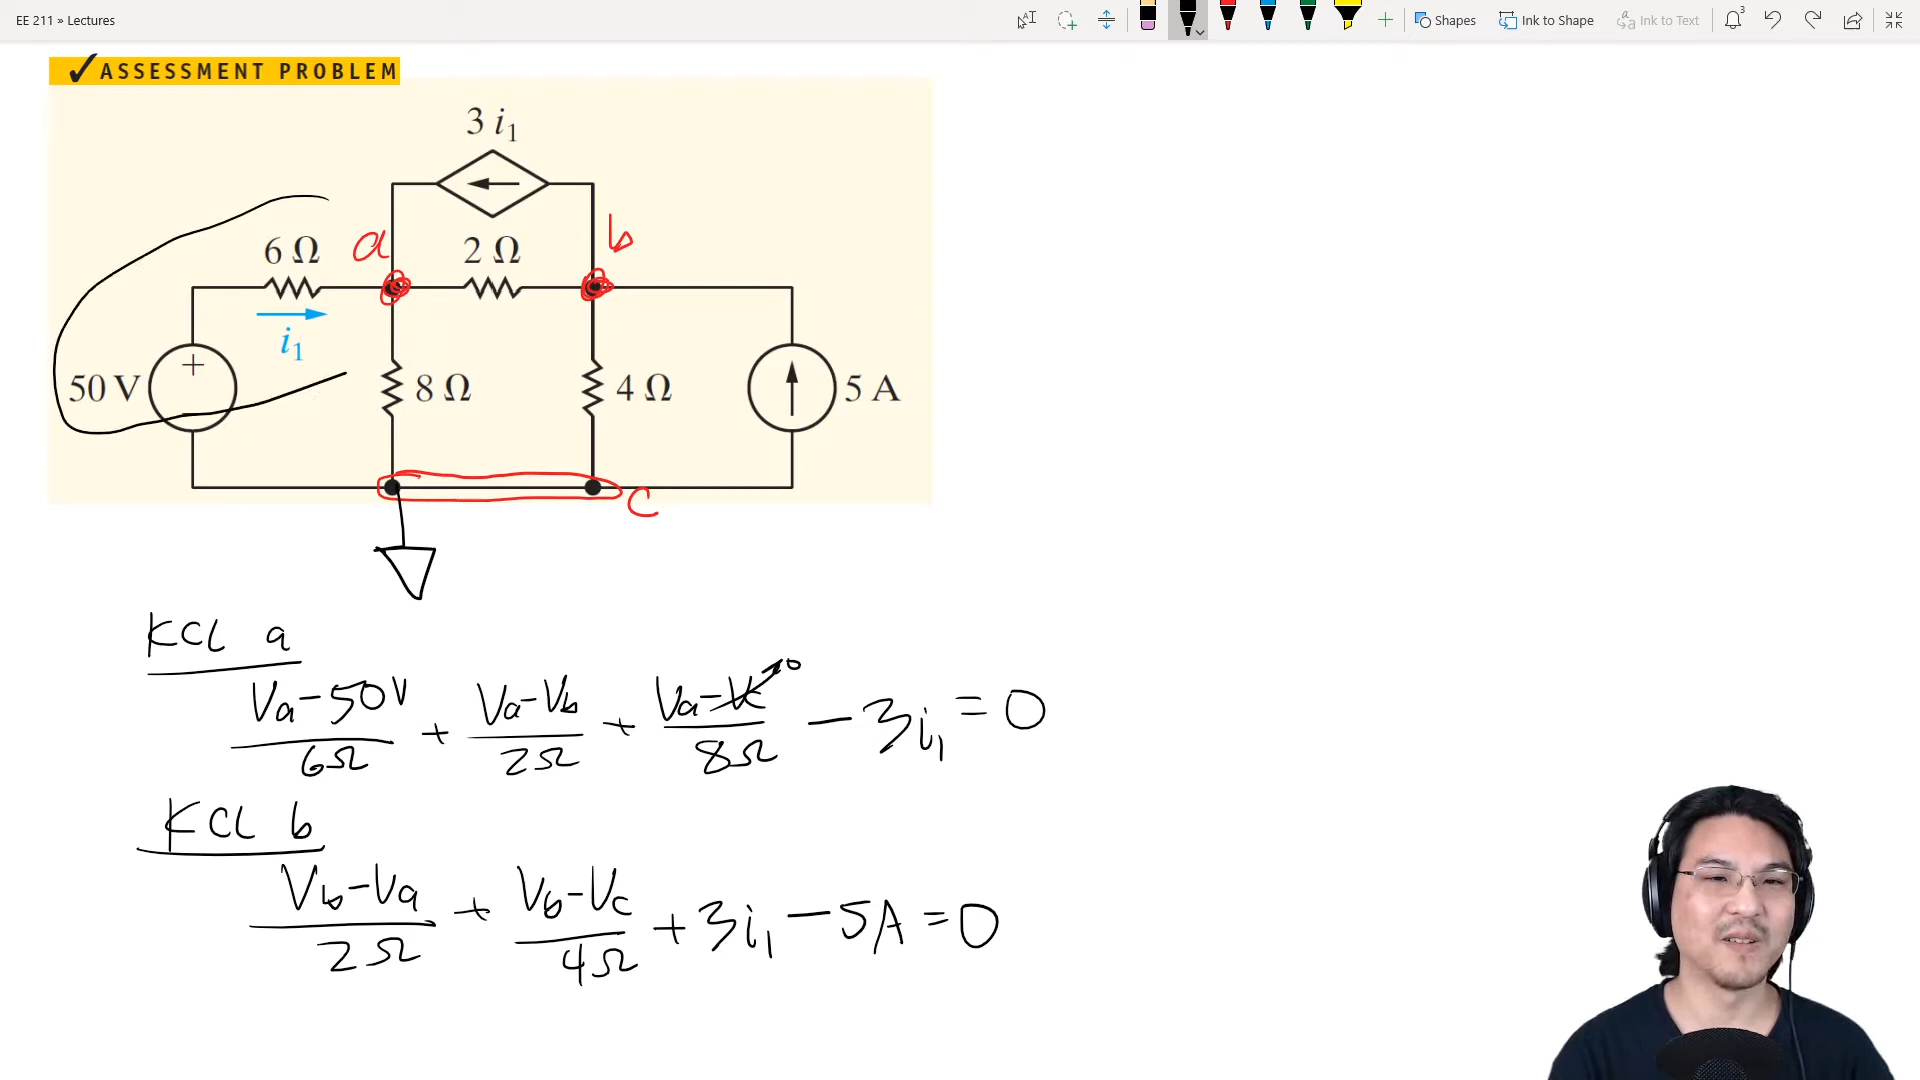 EE 211 » Lectures
Shapes
Ink to Shape
Ink to Text
3
✓ASSESSMENT PROBLEM
3 i₁
a
b
6 Ω
2 Ω
i₁
+
50 V
8 Ω
4 Ω
5 A
c
KCL a
(Va-50V)/6Ω + (Va-Vb)/2Ω + (Va-Vc→0)/8Ω - 3i₁ = 0
KCL b
(Vb-Va)/2Ω + (Vb-Vc)/4Ω + 3i₁ - 5A = 0